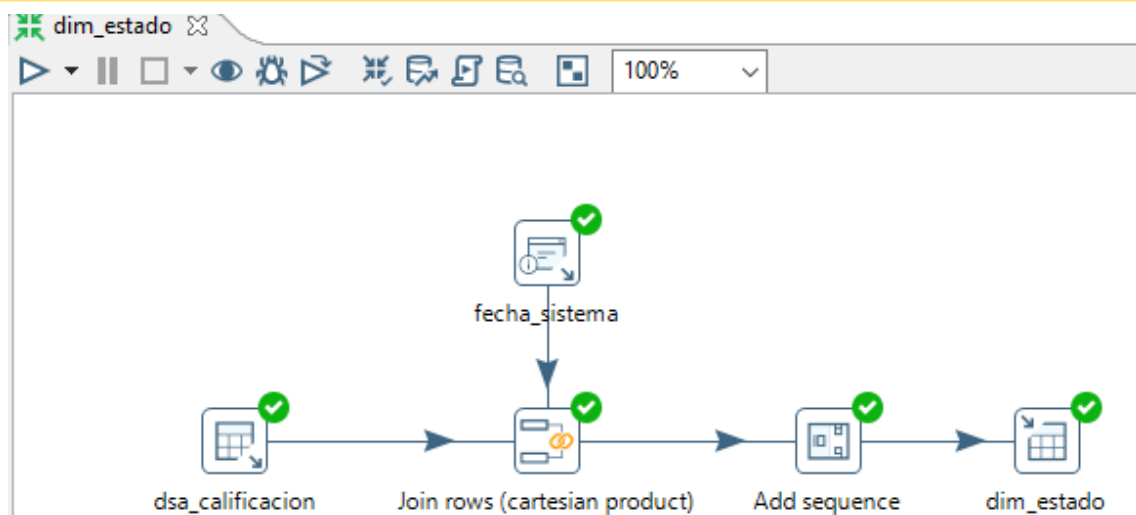 dim_estado
100%
fecha_sistema
dsa_calificacion
Join rows (cartesian product)
Add sequence
dim_estado